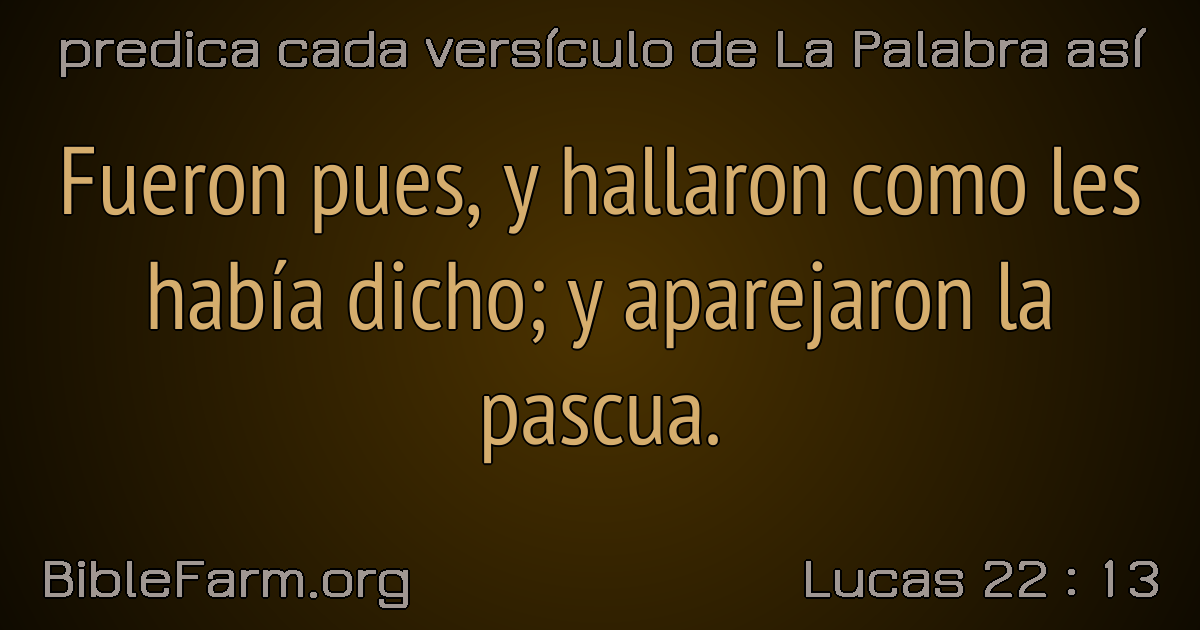 predica cada versículo de La Palabra así
Fueron pues, y hallaron como les
había dicho; y aparejaron la
pascua.
BibleFarm.org
Lucas 22 : 13